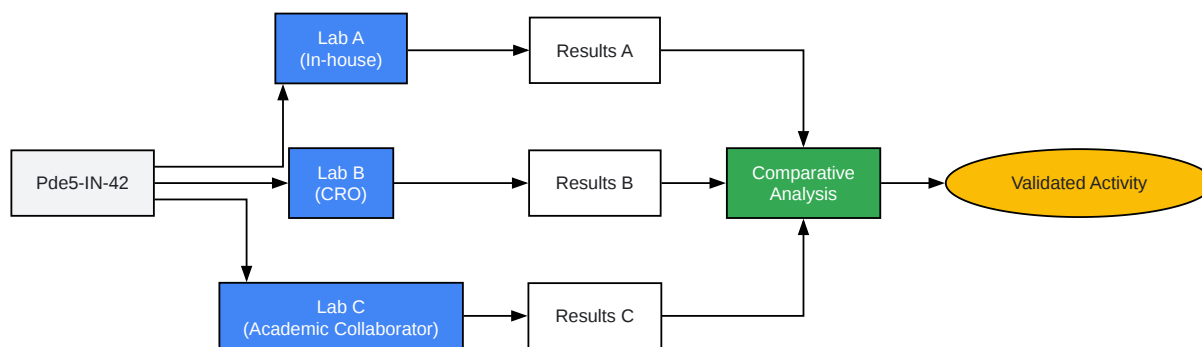 Lab A
(In-house)
Results A
Pde5-IN-42
Lab B
(CRO)
Results B
Comparative
Analysis
Validated Activity
Lab C
(Academic Collaborator)
Results C